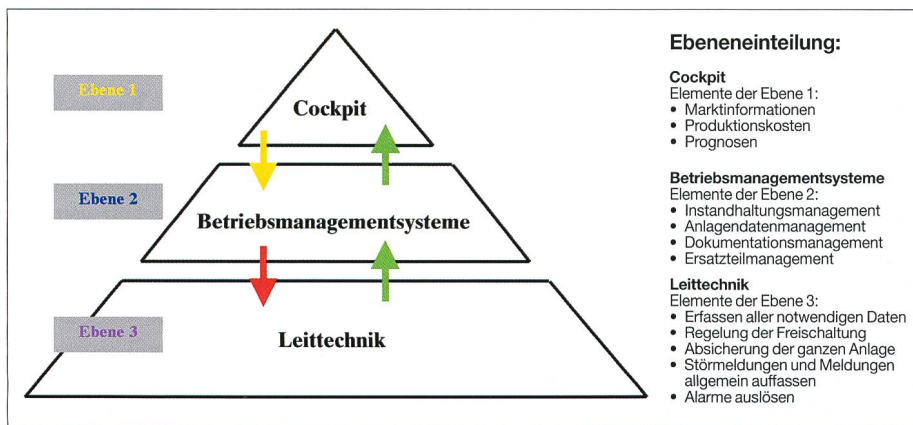 Ebene 1
Cockpit
Ebene 2
Betriebsmanagementsysteme
Ebene 3
Leittechnik
Ebeneneinteilung:
Cockpit
Elemente der Ebene 1:
• Marktinformationen
• Produktionskosten
• Prognosen
Betriebsmanagementsysteme
Elemente der Ebene 2:
• Instandhaltungsmanagement
• Anlagendatenmanagement
• Dokumentationsmanagement
• Ersatzteilmanagement
Leittechnik
Elemente der Ebene 3:
• Erfassen aller notwendigen Daten
• Regelung der Freischaltung
• Absicherung der ganzen Anlage
• Störmeldungen und Meldungen
allgemein auffassen
• Alarme auslösen